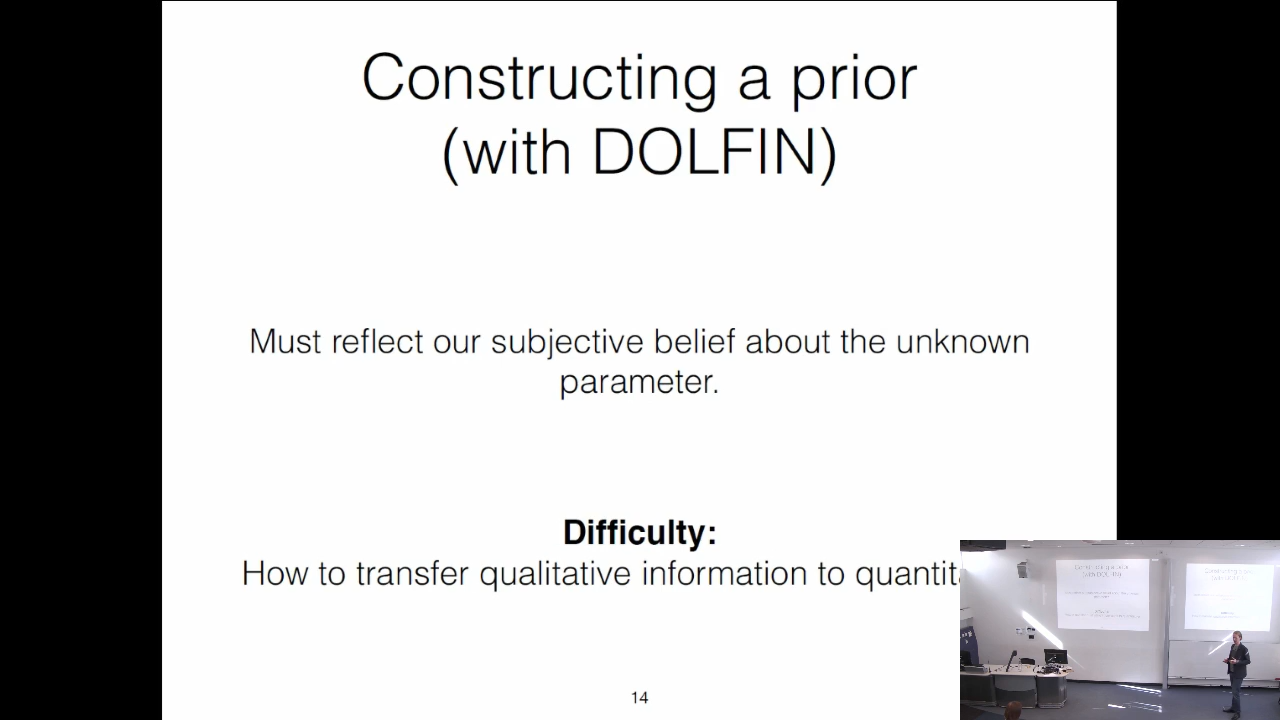 Constructing a prior
(with DOLFIN)
Must reflect our subjective belief about the unknown
parameter.
Difficulty:
How to transfer qualitative information to
14